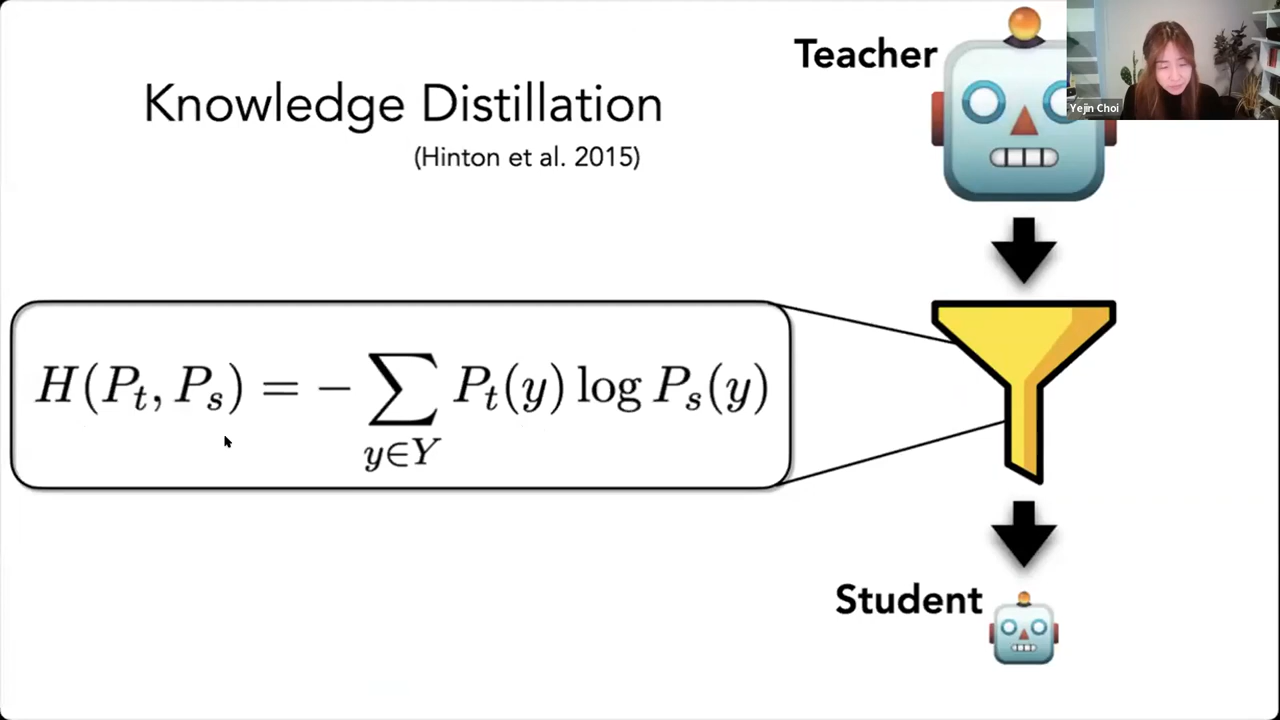 Teacher
Knowledge Distillation
(Hinton et al. 2015)
Yejin Choi
H(P_t, P_s) = − ∑_{y∈Y} P_t(y) log P_s(y)
Student